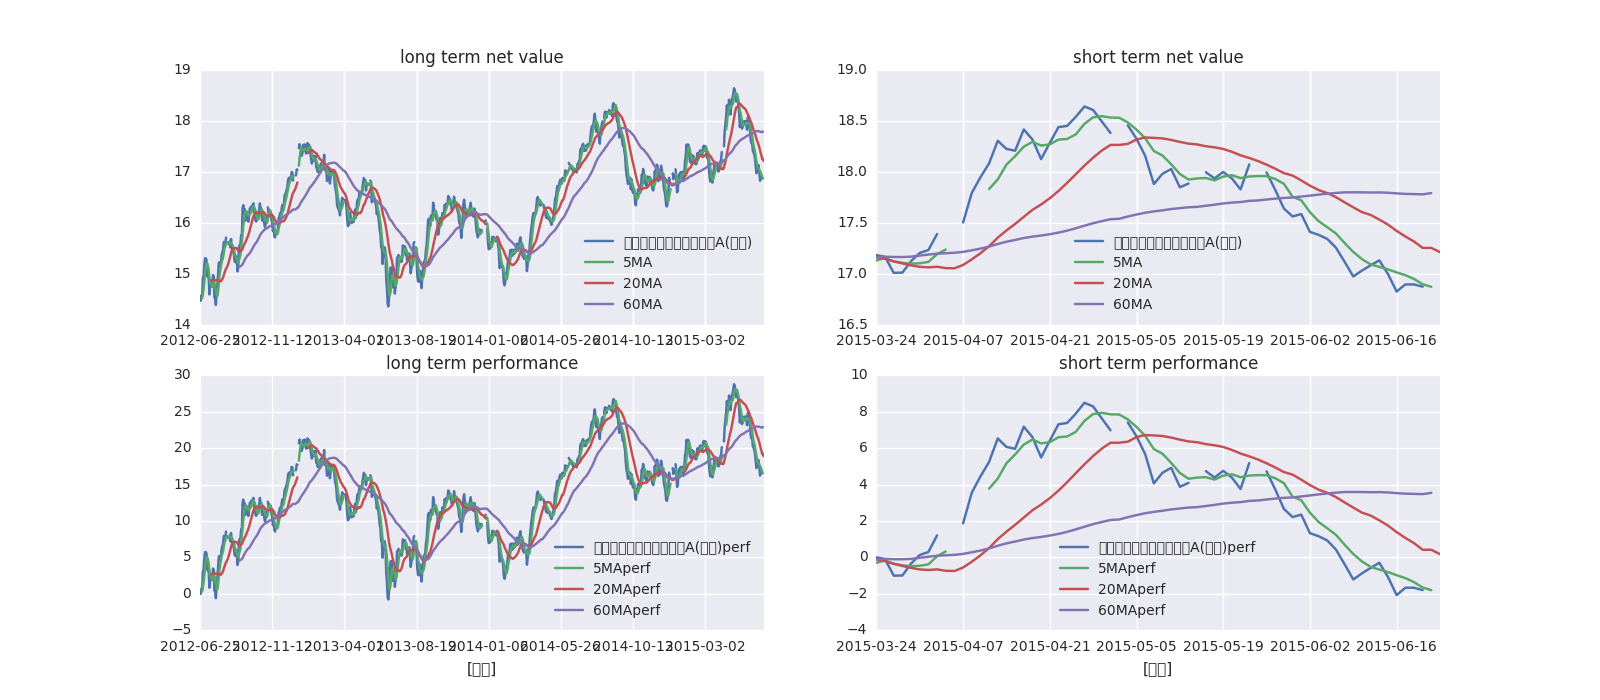 long term net value
short term net value
19
18
17
16
15
14
A(
5MA
20MA
60MA
2012-06-25 2012-11-12 2013-04-01 2013-08-19 2014-01-06 2014-05-26 2014-10-13 2015-03-02
19.0
18.5
18.0
17.5
17.0
16.5
A(
5MA
20MA
60MA
2015-03-24 2015-04-07 2015-04-21 2015-05-05 2015-05-19 2015-06-02 2015-06-16
long term performance
short term performance
30
25
20
15
10
5
0
−5
)perf
5MAperf
20MAperf
60MAperf
2012-06-25 2012-11-12 2013-04-01 2013-08-19 2014-01-06 2014-05-26 2014-10-13 2015-03-02
10
8
6
4
2
0
−2
−4
)perf
5MAperf
20MAperf
60MAperf
2015-03-24 2015-04-07 2015-04-21 2015-05-05 2015-05-19 2015-06-02 2015-06-16